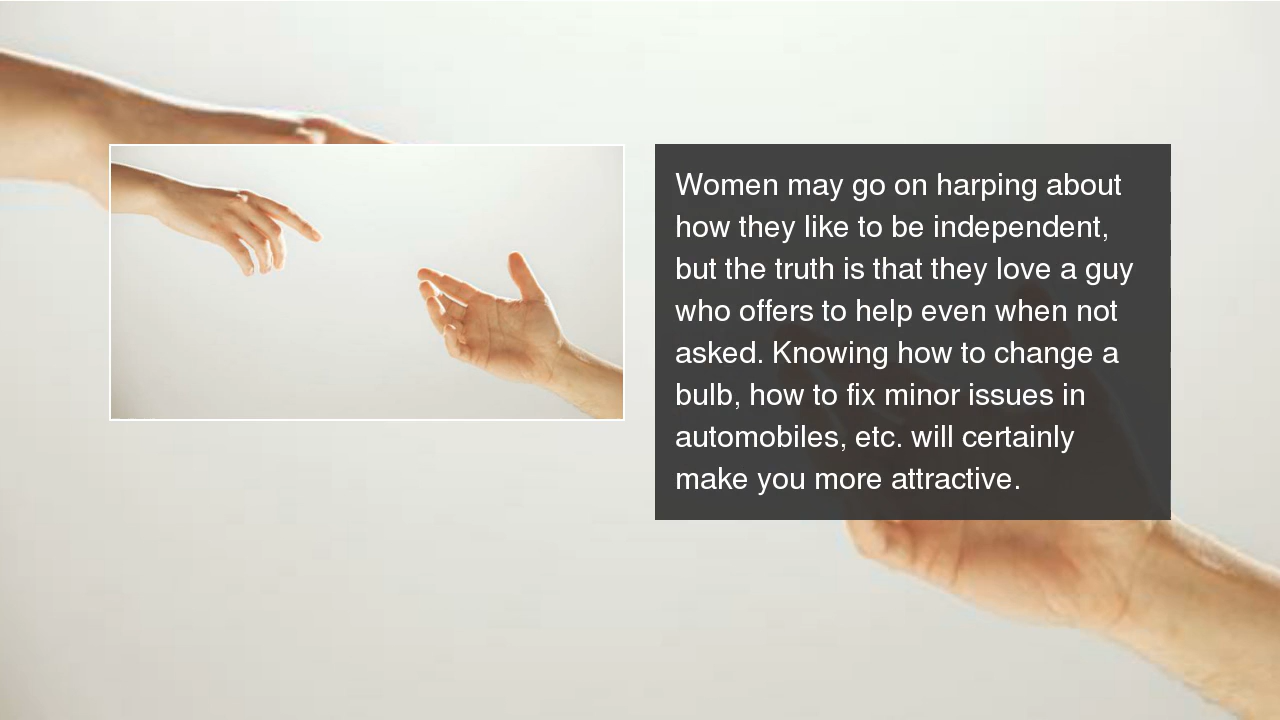 Women may go on harping about
how they like to be independent,
but the truth is that they love a guy
who offers to help even when not
asked. Knowing how to change a
bulb, how to fix minor issues in
automobiles, etc. will certainly
make you more attractive.